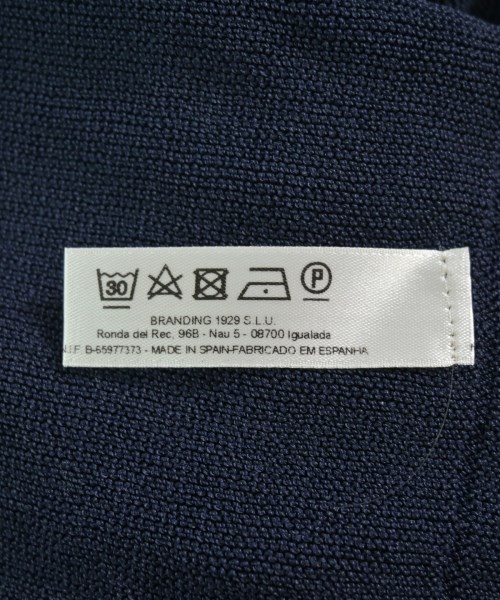 30 P
BRANDING 1929 S.L.U.
Ronda del Rec, 96B - Nau 5 - 08700 Igualada
N.I.F. B-65977373 - MADE IN SPAIN-FABRICADO EM ESPANHA